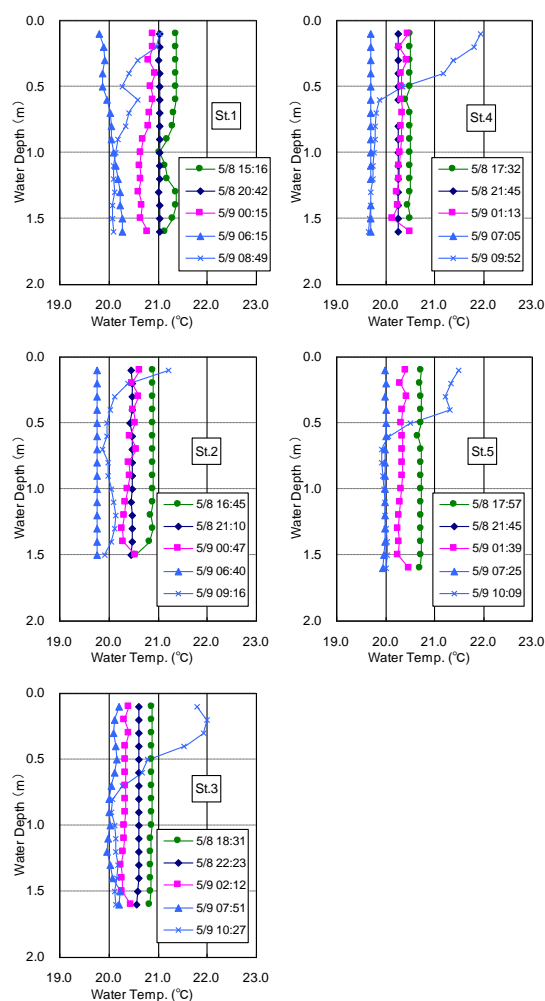 0.0
0.5
1.0
1.5
2.0
19.0 20.0 21.0 22.0 23.0
Water Depth (m)
Water Temp. (℃)
St.1
5/8 15:16
5/8 20:42
5/9 00:15
5/9 06:15
5/9 08:49
0.0
0.5
1.0
1.5
2.0
19.0 20.0 21.0 22.0 23.0
Water Depth (m)
Water Temp. (℃)
St.4
5/8 17:32
5/8 21:45
5/9 01:13
5/9 07:05
5/9 09:52
0.0
0.5
1.0
1.5
2.0
19.0 20.0 21.0 22.0 23.0
Water Depth (m)
Water Temp. (℃)
St.2
5/8 16:45
5/8 21:10
5/9 00:47
5/9 06:40
5/9 09:16
0.0
0.5
1.0
1.5
2.0
19.0 20.0 21.0 22.0 23.0
Water Depth (m)
Water Temp. (℃)
St.5
5/8 17:57
5/8 21:45
5/9 01:39
5/9 07:25
5/9 10:09
0.0
0.5
1.0
1.5
2.0
19.0 20.0 21.0 22.0 23.0
Water Depth (m)
Water Temp. (℃)
St.3
5/8 18:31
5/8 22:23
5/9 02:12
5/9 07:51
5/9 10:27